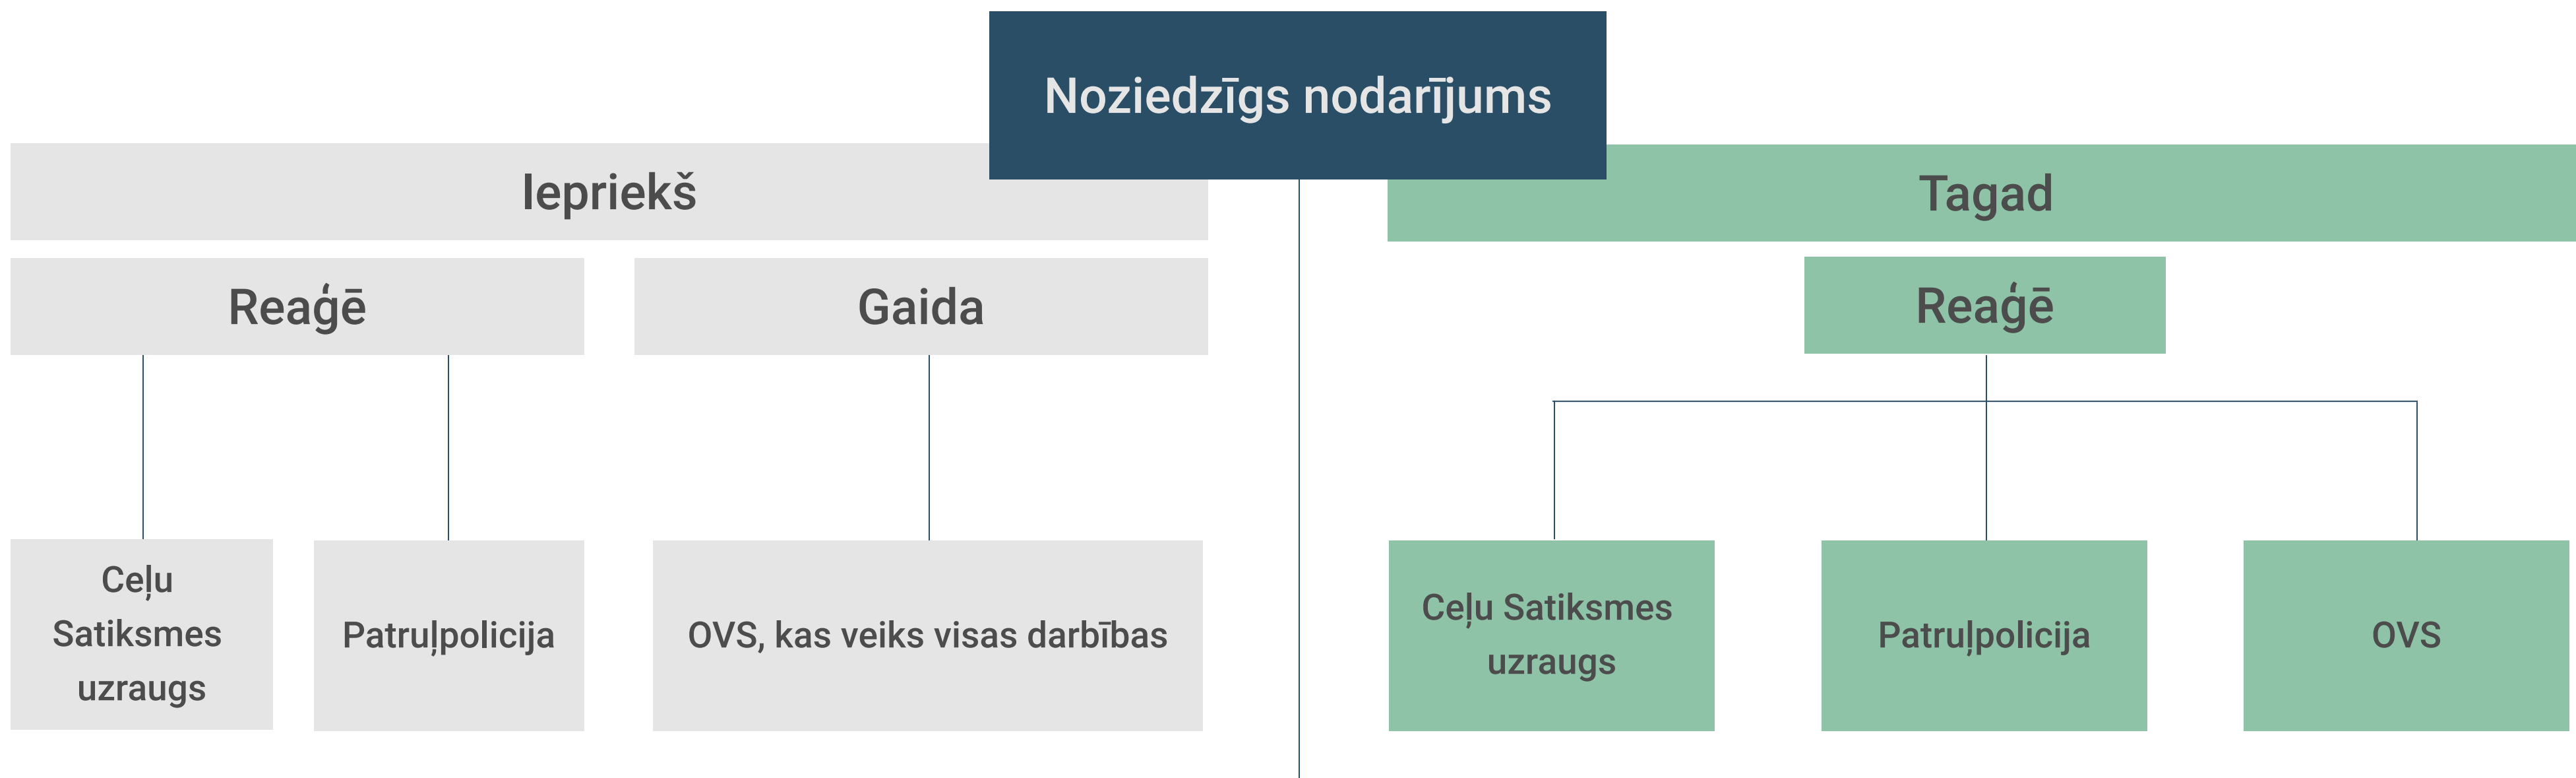 Noziedzīgs nodarījums
Iepriekš
Tagad
Reaģē
Gaida
Reaģē
Ceļu
Satiksmes
uzraugs
Patruļpolicija
OVS, kas veiks visas darbības
Ceļu Satiksmes
uzraugs
Patruļpolicija
OVS